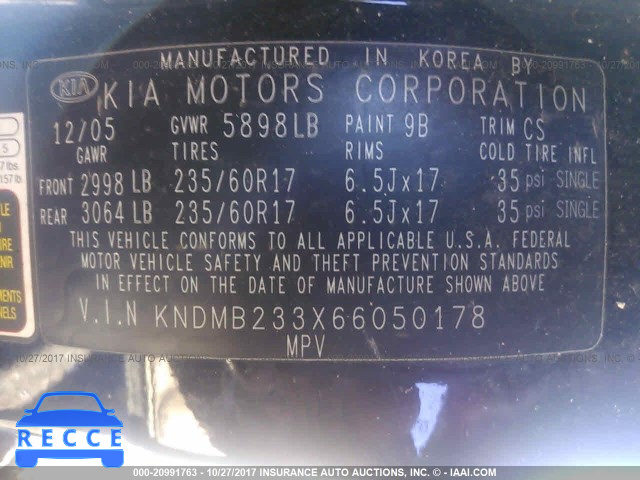 MANUFACTURED IN KOREA BY
KIA KIA MOTORS CORPORATION
12/05 GVWR 5898LB PAINT 9B TRIM CS
GAWR TIRES RIMS COLD TIRE INFL
FRONT 2998 LB 235/60R17 6.5Jx17 35 psi SINGLE
REAR 3064 LB 235/60R17 6.5Jx17 35 psi SINGLE
THIS VEHICLE CONFORMS TO ALL APPLICABLE U.S.A. FEDERAL
MOTOR VEHICLE SAFETY AND THEFT PREVENTION STANDARDS
IN EFFECT ON THE DATE OF MANUFACTURE SHOWN ABOVE
V.I.N KNDMB233X66050178
MPV
RECCE
000-20991763 - 10/27/2017 - INSURANCE AUTO AUCTIONS, INC. - © - IAAI.COM